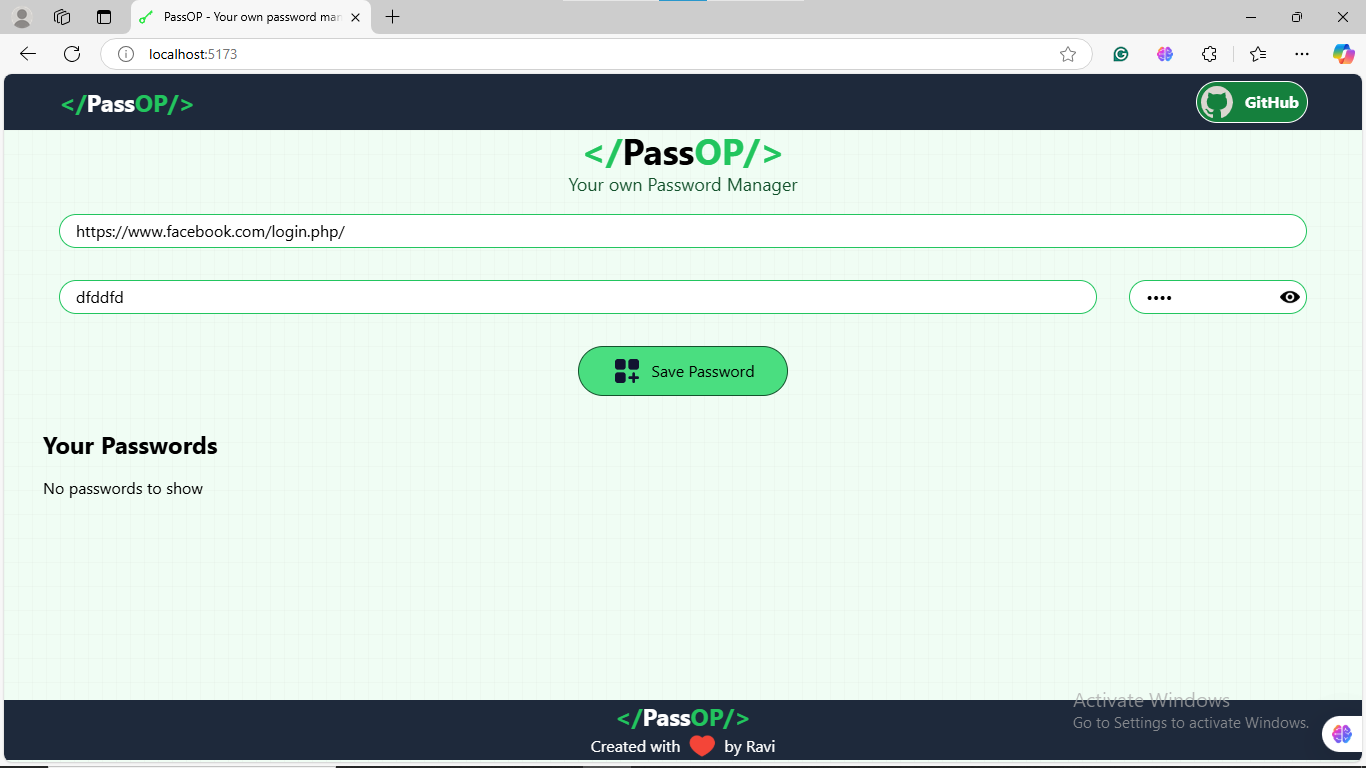 PassOP - Your own password mar
localhost:5173
</PassOP/>
GitHub
</PassOP/>
Your own Password Manager
https://www.facebook.com/login.php/
dfddfd
••••
Save Password
Your Passwords
No passwords to show
Activate Windows
Go to Settings to activate Windows.
</PassOP/>
Created with ❤ by Ravi